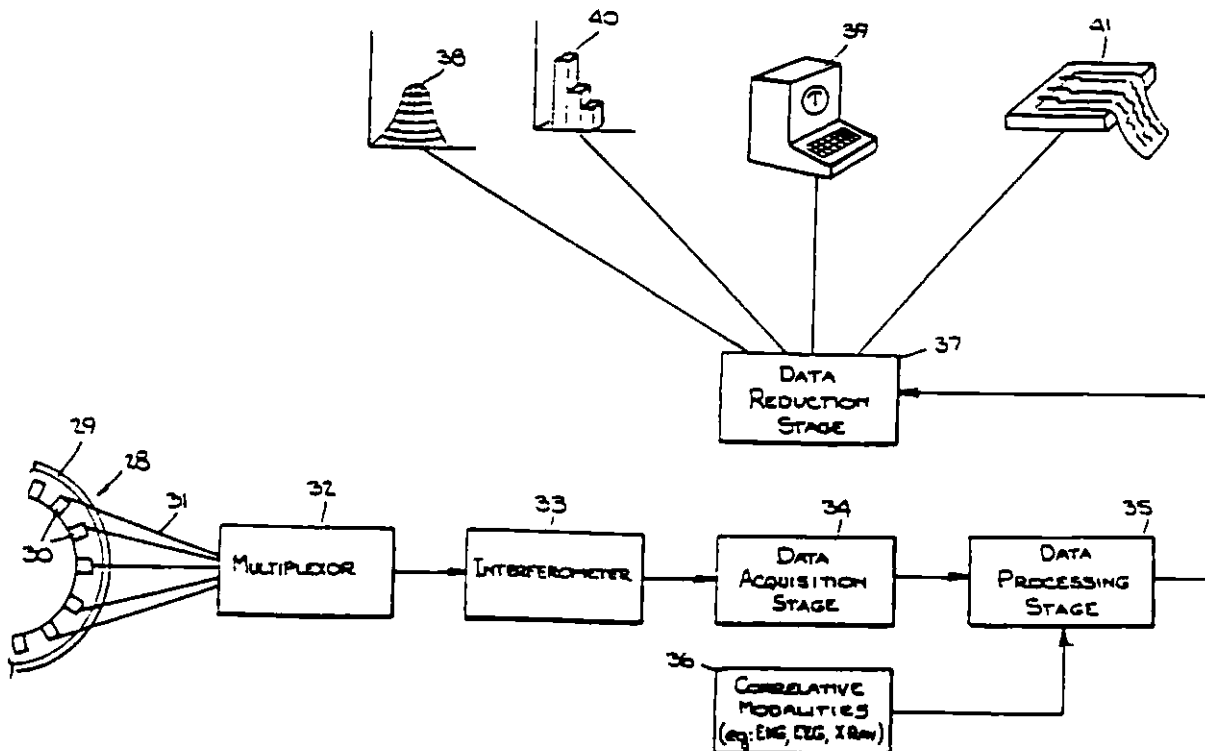 40
39
41
38
T
37
DATA
REDUCTION
STAGE
29
28
31
30
32
MULTIPLEXOR
33
INTERFEROMETER
34
DATA
ACQUISITION
STAGE
35
DATA
PROCESSING
STAGE
36
CORRELATIVE
MODALITIES
(eg: EKG, EEG, X RAY)